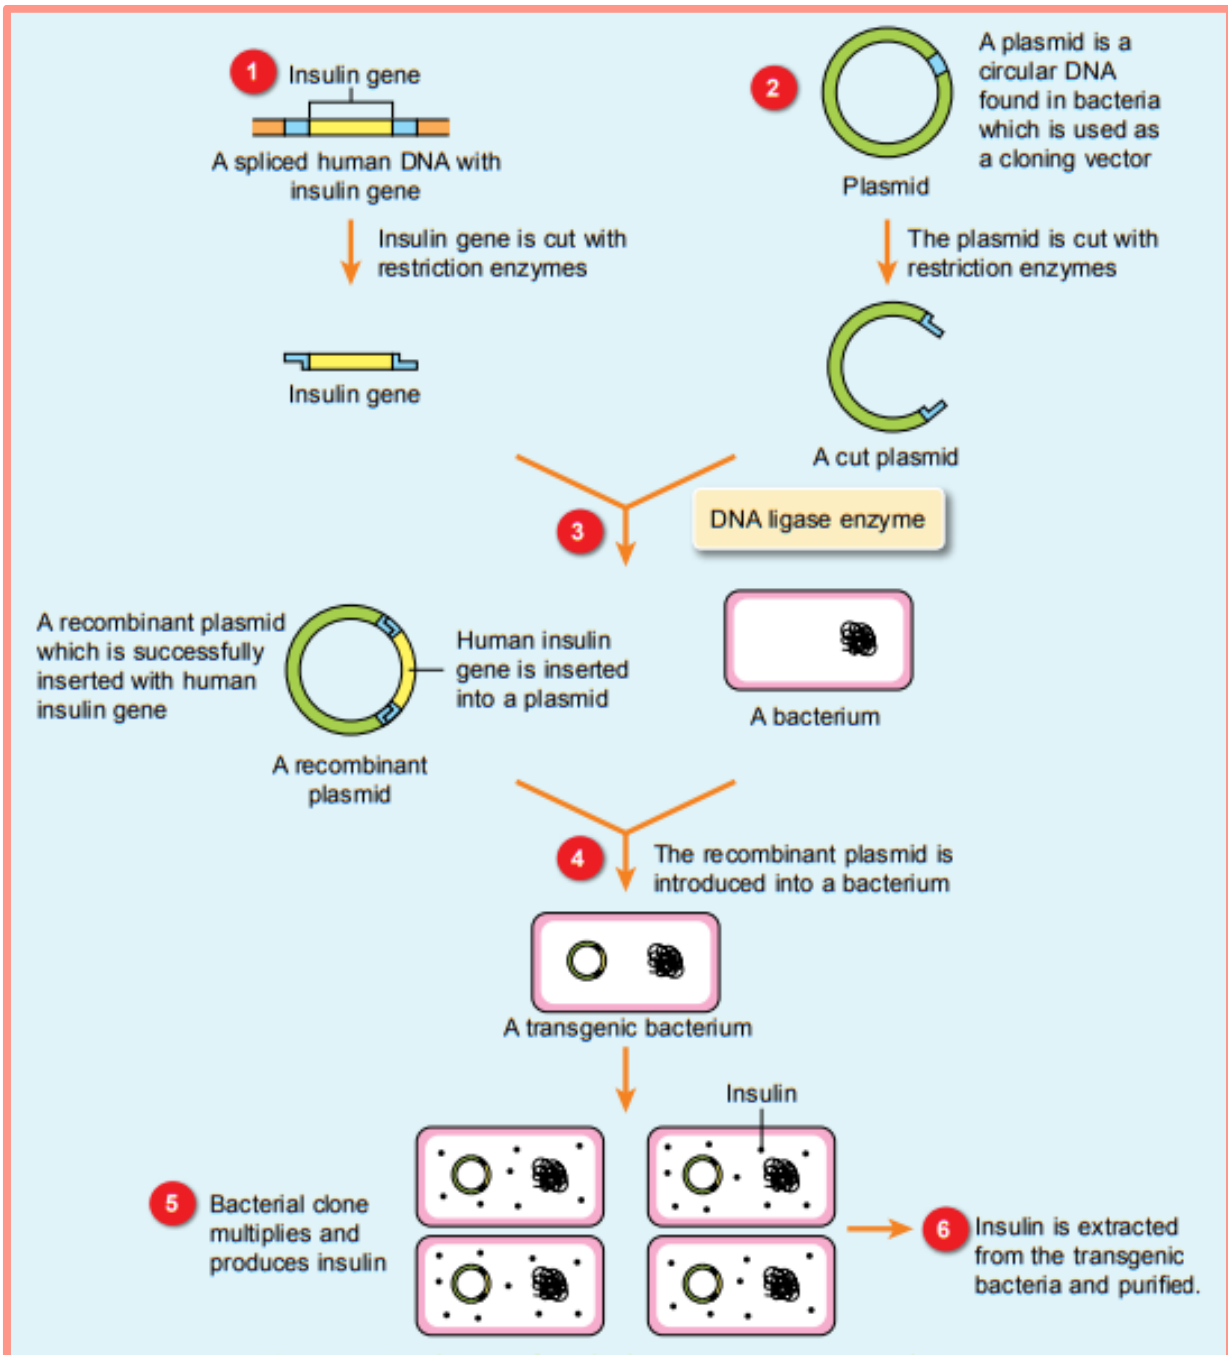 1
Insulin gene
A spliced human DNA with
insulin gene
2
A plasmid is a
circular DNA
found in bacteria
which is used as
a cloning vector
Plasmid
Insulin gene is cut with
restriction enzymes
The plasmid is cut with
restriction enzymes
Insulin gene
A cut plasmid
3
DNA ligase enzyme
A recombinant plasmid
which is successfully
inserted with human
insulin gene
Human insulin
gene is inserted
into a plasmid
A recombinant
plasmid
A bacterium
4
The recombinant plasmid is
introduced into a bacterium
A transgenic bacterium
Insulin
5
Bacterial clone
multiplies and
produces insulin
6
Insulin is extracted
from the transgenic
bacteria and purified.